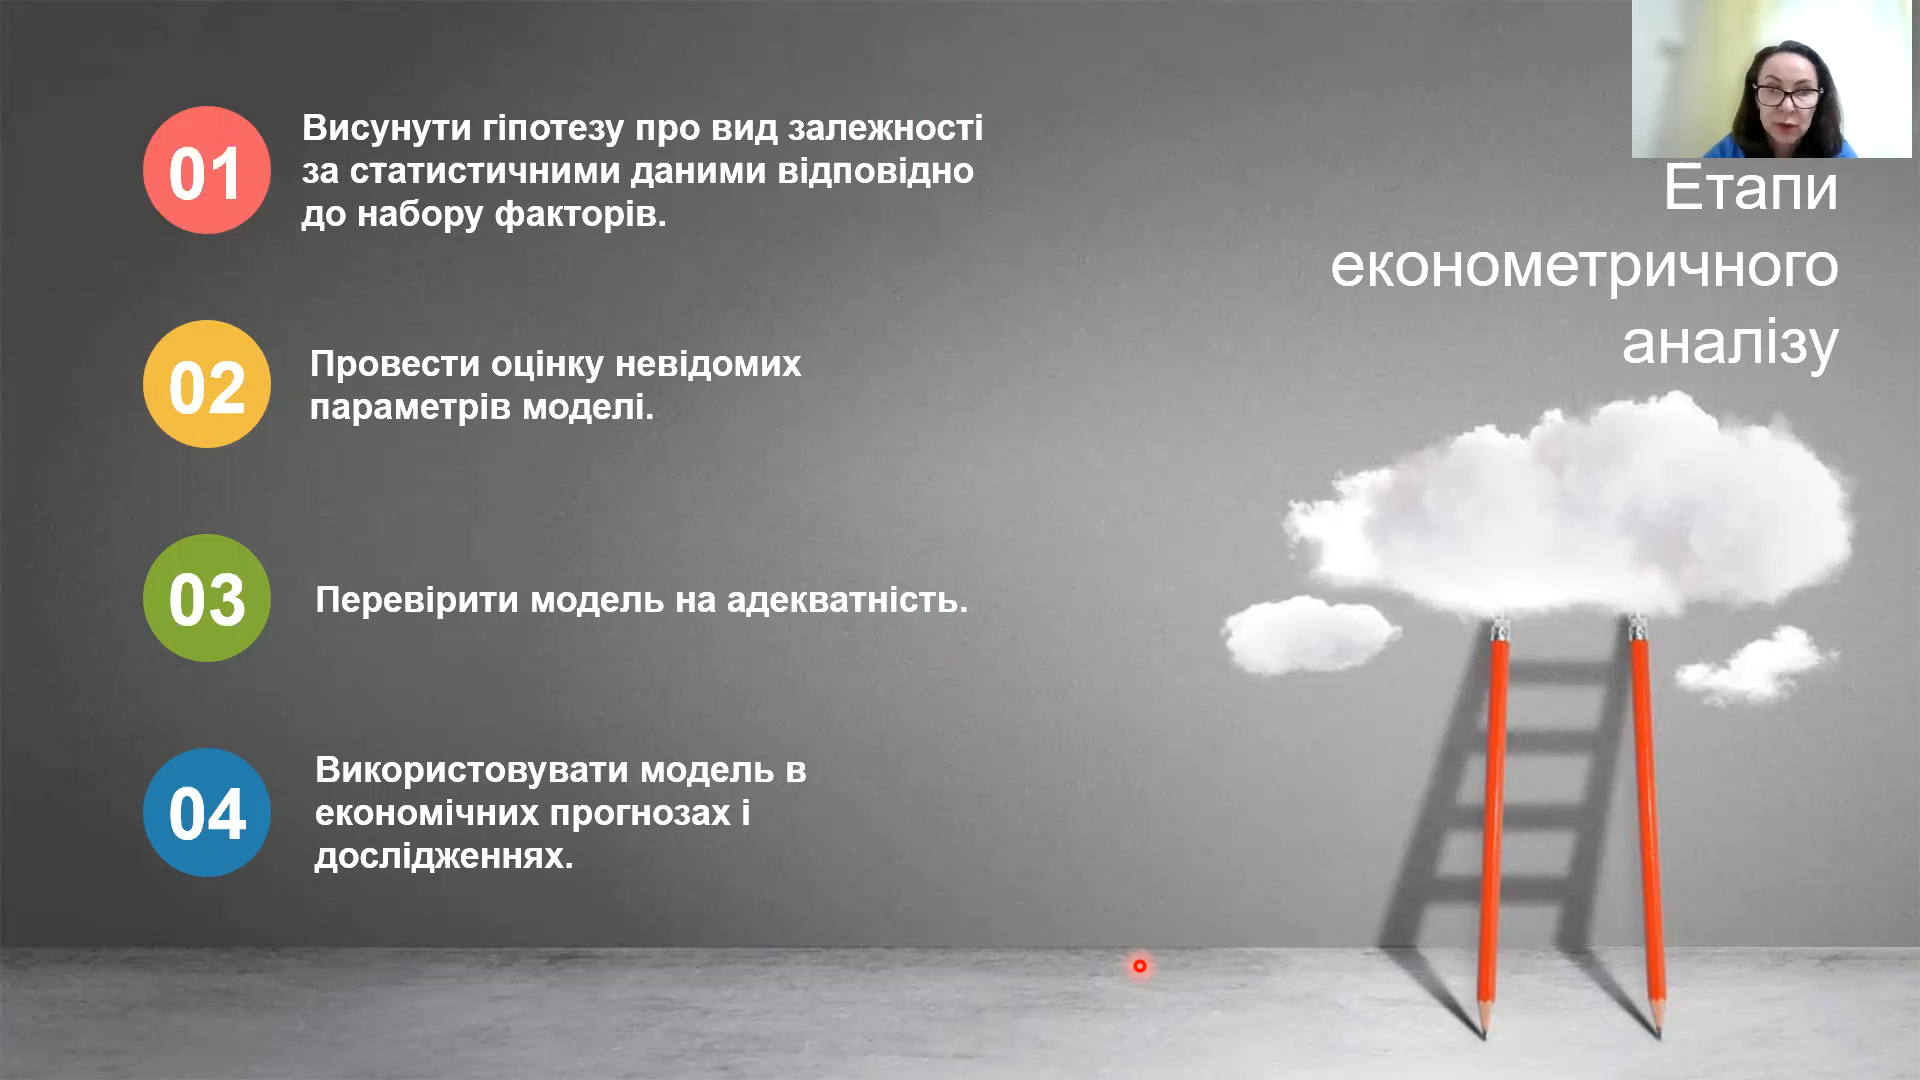 Етапи
економетричного
аналізу
01
Висунути гіпотезу про вид залежності
за статистичними даними відповідно
до набору факторів.
02
Провести оцінку невідомих
параметрів моделі.
03
Перевірити модель на адекватність.
04
Використовувати модель в
економічних прогнозах і
дослідженнях.